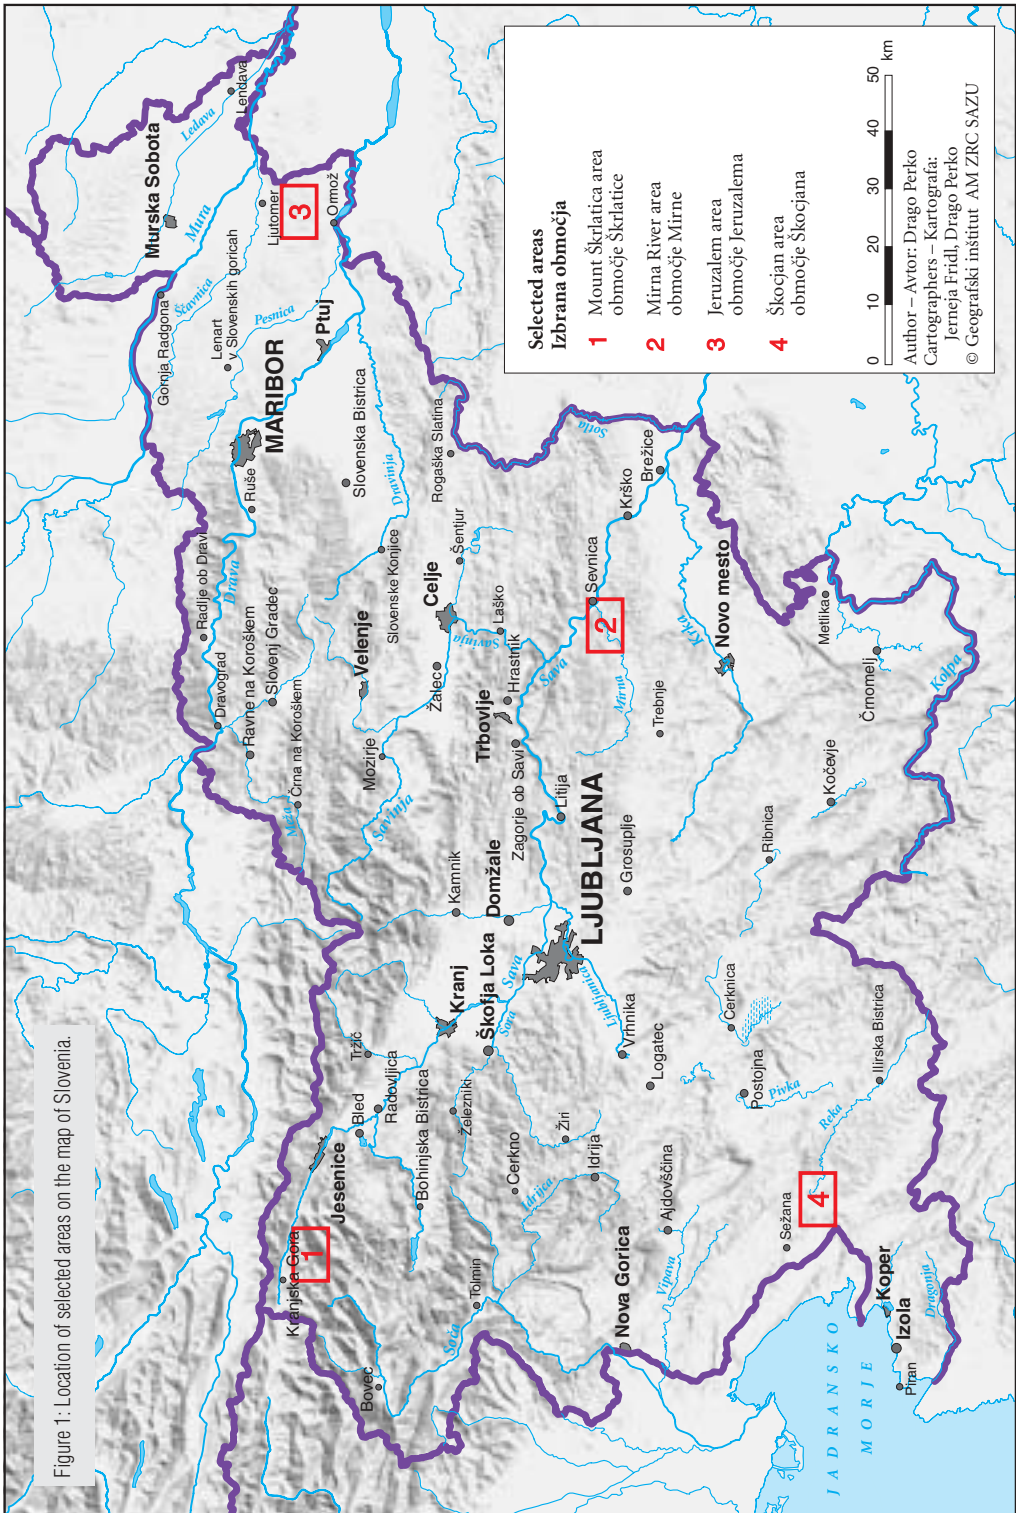 Figure 1: Location of selected areas on the map of Slovenia.
Kranjska Gora
1
Jesenice
Bled
Radovljica
Tržič
Bohinjska Bistrica
Bovec
Soča
Tolmin
Železniki
Cerkno
Idrijca
Žiri
Idrija
Kranj
Škofja Loka
Sora
Sava
Kamnik
Domžale
LJUBLJANA
Ljubljanica
Vrhnika
Logatec
Grosuplje
Nova Gorica
Ajdovščina
Vipava
Postojna
Pivka
Cerknica
Ilirska Bistrica
Reka
Sežana
4
Koper
Izola
Piran
Dragonja
JADRANSKO
MORJE
Ribnica
Kočevje
Črnomelj
Metlika
Kolpa
Novo mesto
Krka
Trebnje
Mirna
2
Sevnica
Krško
Brežice
Sotla
Sava
Litija
Zagorje ob Savi
Trbovlje
Hrastnik
Laško
Savinja
Celje
Žalec
Šentjur
Rogaška Slatina
Velenje
Mozirje
Savinja
Slovenske Konjice
Dravinja
Slovenska Bistrica
Črna na Koroškem
Meža
Ravne na Koroškem
Slovenj Gradec
Dravograd
Radlje ob Dravi
Drava
Ruše
MARIBOR
Ptuj
Pesnica
Lenart
v Slovenskih goricah
Ščavnica
Gornja Radgona
Mura
Murska Sobota
Ledava
Lendava
Ljutomer
3
Ormož
Selected areas
Izbrana območja
1 Mount Škrlatica area
območje Škrlatice
2 Mirna River area
območje Mirne
3 Jeruzalem area
območje Jeruzalema
4 Škocjan area
območje Škocjana
0 10 20 30 40 50 km
Author – Avtor: Drago Perko
Cartographers – Kartografa:
Jerneja Fridl, Drago Perko
© Geografski inštitut AM ZRC SAZU